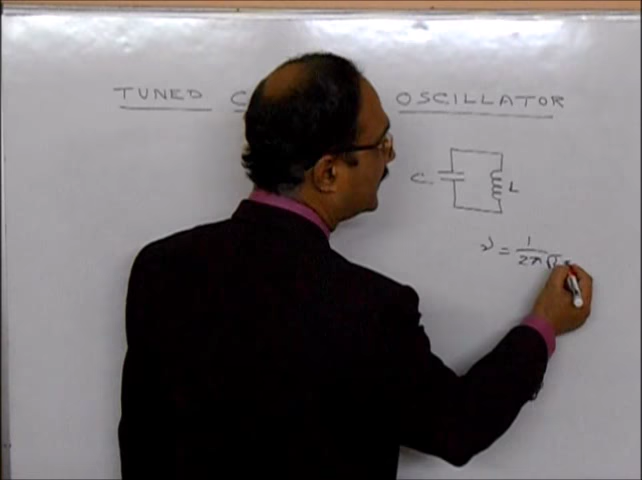 TUNED C OSCILLATOR
C L
ν = 1
2π√